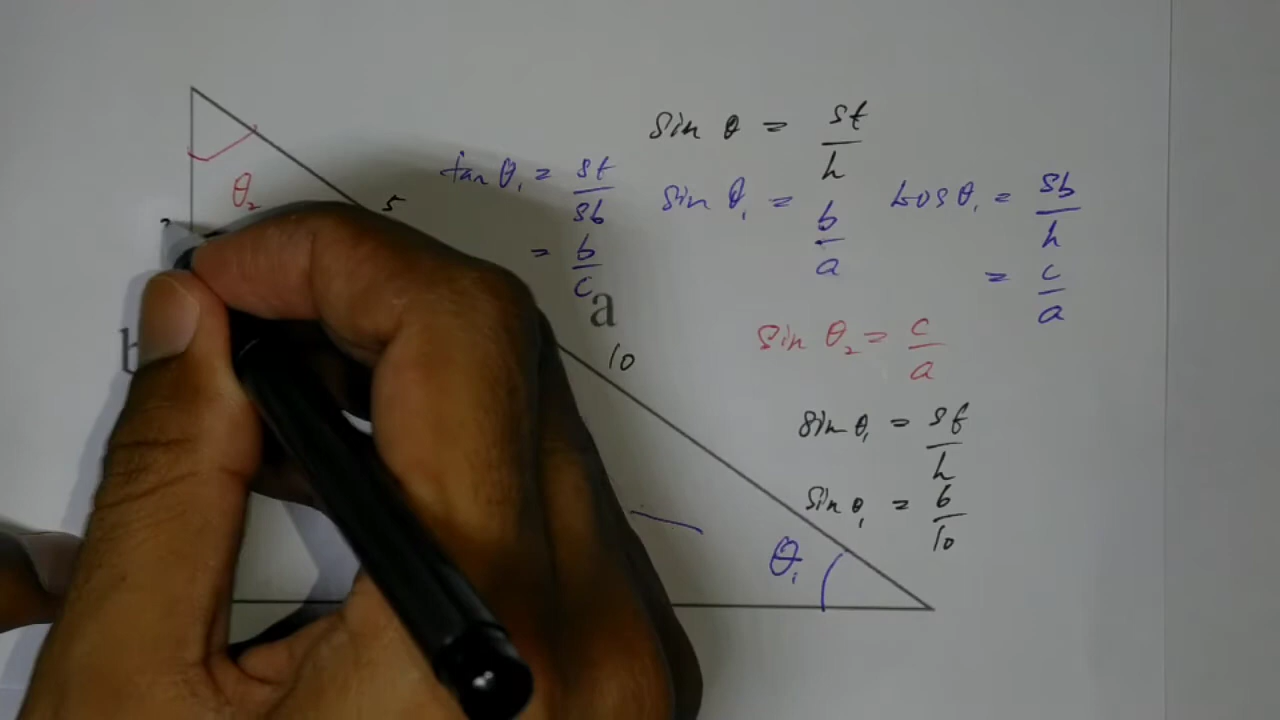 sin θ = st/h
tan θ₁ = st/sb
sin θ₁ = b/a
cos θ₁ = sb/h
θ₂
5
= b/c
= c/a
a
b
sin θ₂ = c/a
10
sin θ₁ = st/h
sin θ₁ = 6/10
θ₁